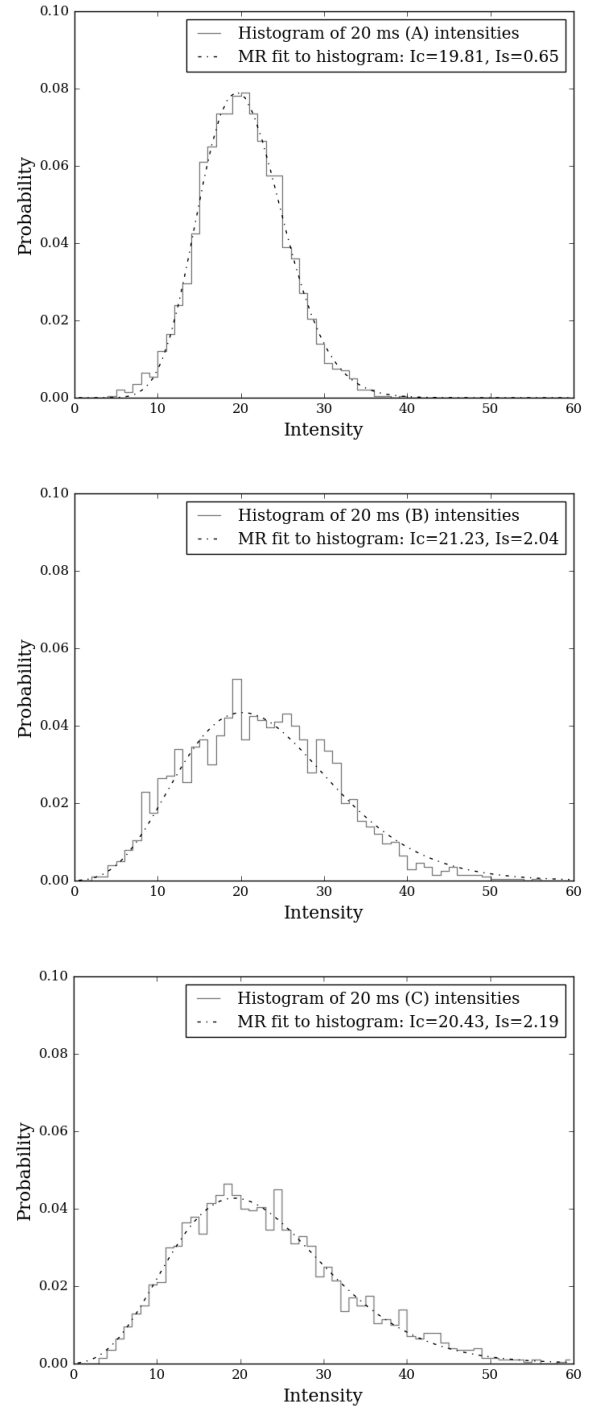 0.10
0.08
0.06
0.04
0.02
0.00
Probability
Histogram of 20 ms (A) intensities
MR fit to histogram: Ic=19.81, Is=0.65
0 10 20 30 40 50 60
Intensity
0.10
0.08
0.06
0.04
0.02
0.00
Probability
Histogram of 20 ms (B) intensities
MR fit to histogram: Ic=21.23, Is=2.04
0 10 20 30 40 50 60
Intensity
0.10
0.08
0.06
0.04
0.02
0.00
Probability
Histogram of 20 ms (C) intensities
MR fit to histogram: Ic=20.43, Is=2.19
0 10 20 30 40 50 60
Intensity